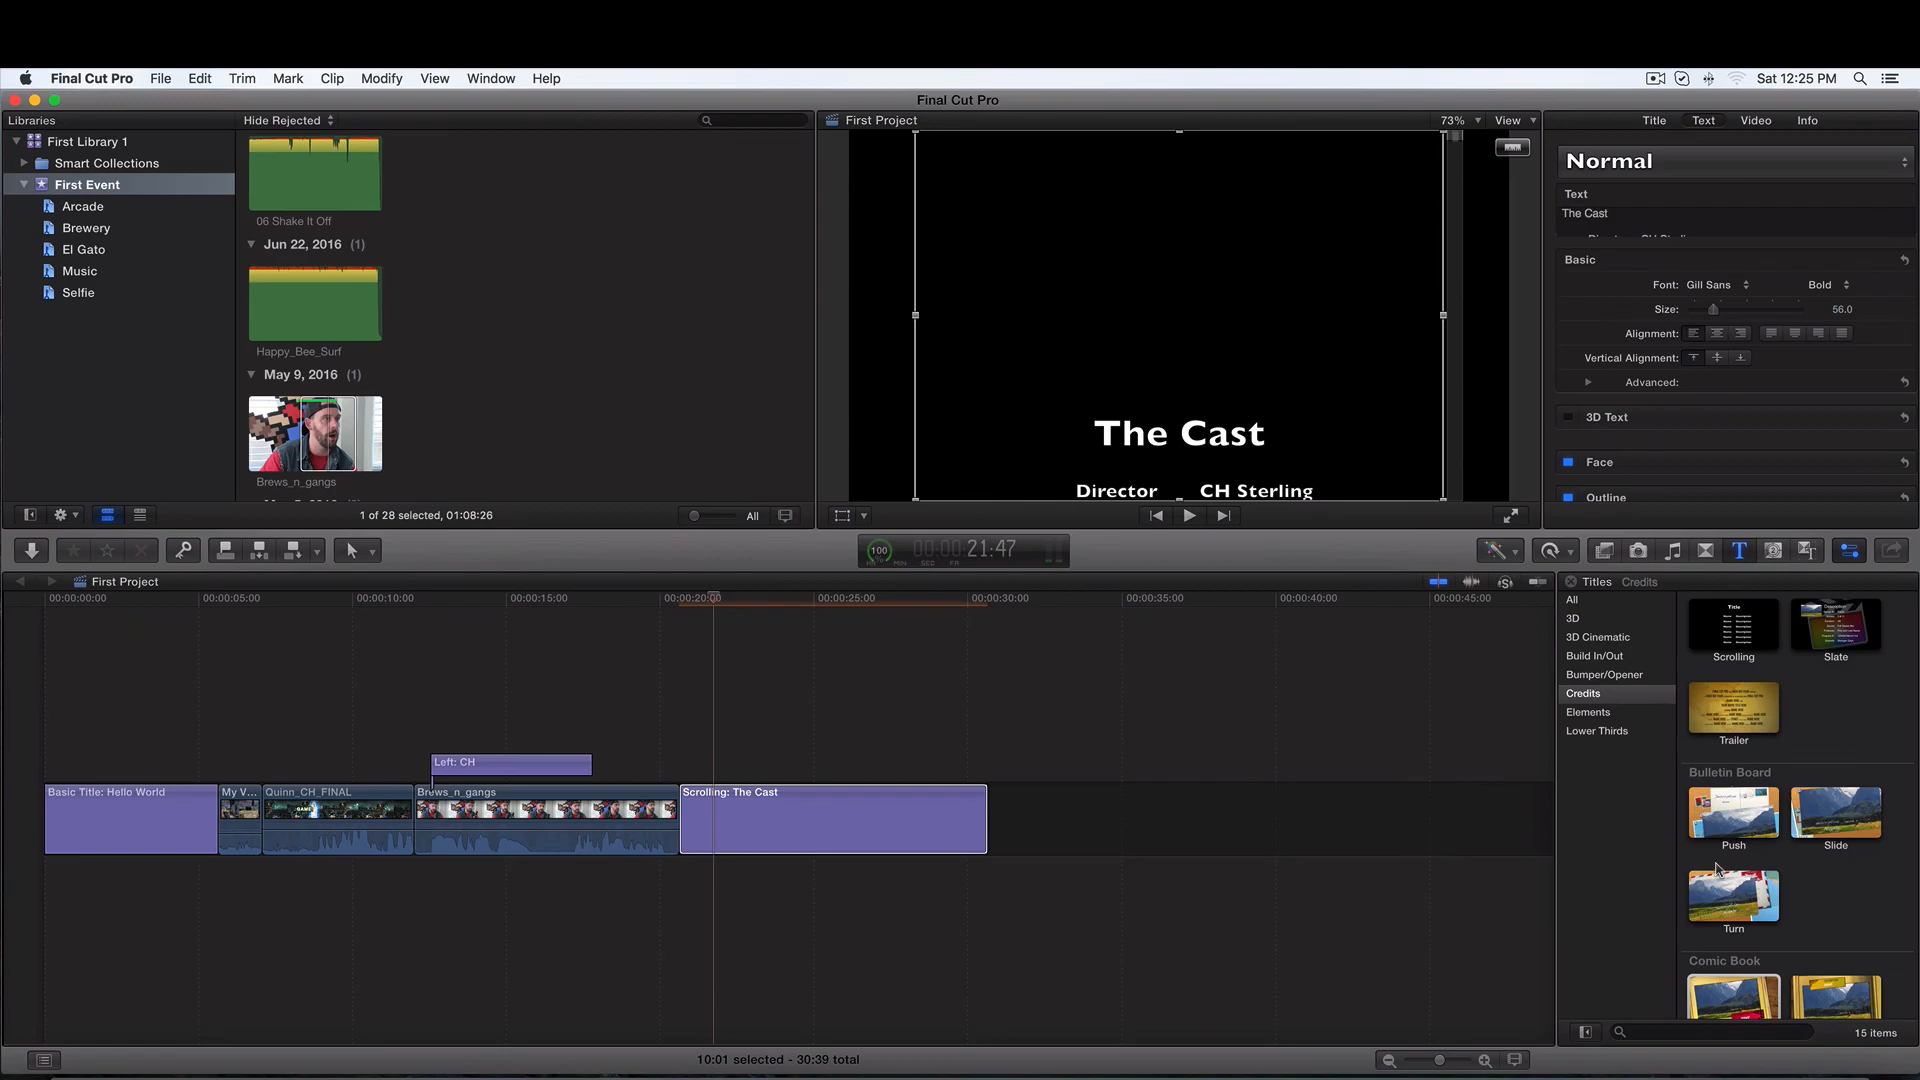 Final Cut Pro File Edit Trim Mark Clip Modify View Window Help
Sat 12:25 PM
Final Cut Pro
Libraries
Hide Rejected
First Library 1
Smart Collections
First Event
Arcade
Brewery
El Gato
Music
Selfie
06 Shake It Off
Jun 22, 2016 (1)
Happy_Bee_Surf
May 9, 2016 (1)
Brews_n_gangs
1 of 28 selected, 01:08:26
All
First Project
73%
View
The Cast
Director CH Sterling
Title Text Video Info
Normal
Text
The Cast
Basic
Font: Gill Sans Bold
Size: 56.0
Alignment:
Vertical Alignment:
Advanced:
3D Text
Face
Outline
100
00:00:21:47
HR MIN SEC FR
First Project
00:00:00:00 00:00:05:00 00:00:10:00 00:00:15:00 00:00:20:00 00:00:25:00 00:00:30:00 00:00:35:00 00:00:40:00 00:00:45:00
Left: CH
Basic Title: Hello World
My V...
Quinn_CH_FINAL
Brews_n_gangs
Scrolling: The Cast
Titles Credits
All
3D
3D Cinematic
Build In/Out
Bumper/Opener
Credits
Elements
Lower Thirds
Scrolling
Slate
Trailer
Bulletin Board
Push
Slide
Turn
Comic Book
15 items
10:01 selected - 30:39 total